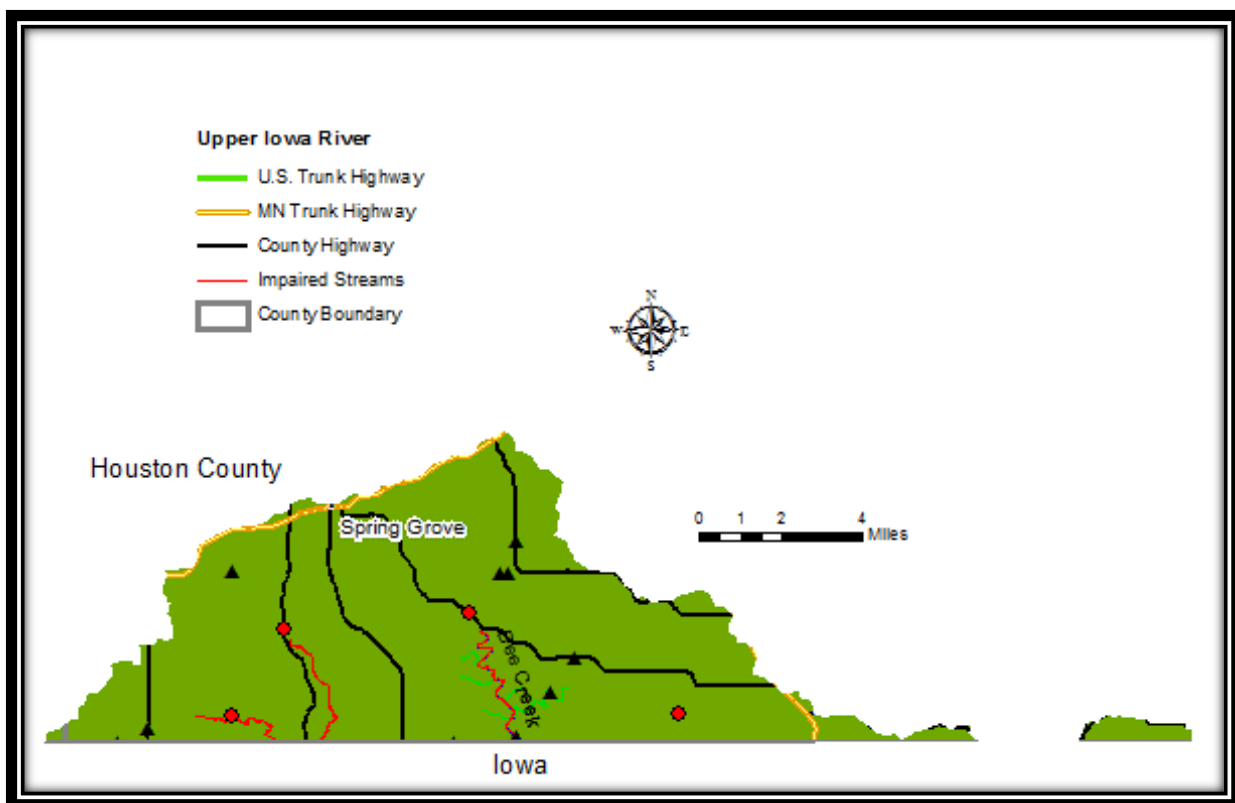 Upper Iowa River
U.S. Trunk Highway
MN Trunk Highway
County Highway
Impaired Streams
County Boundary
N
W E
S
Houston County
Spring Grove
0 1 2 4
Miles
Bee Creek
Iowa